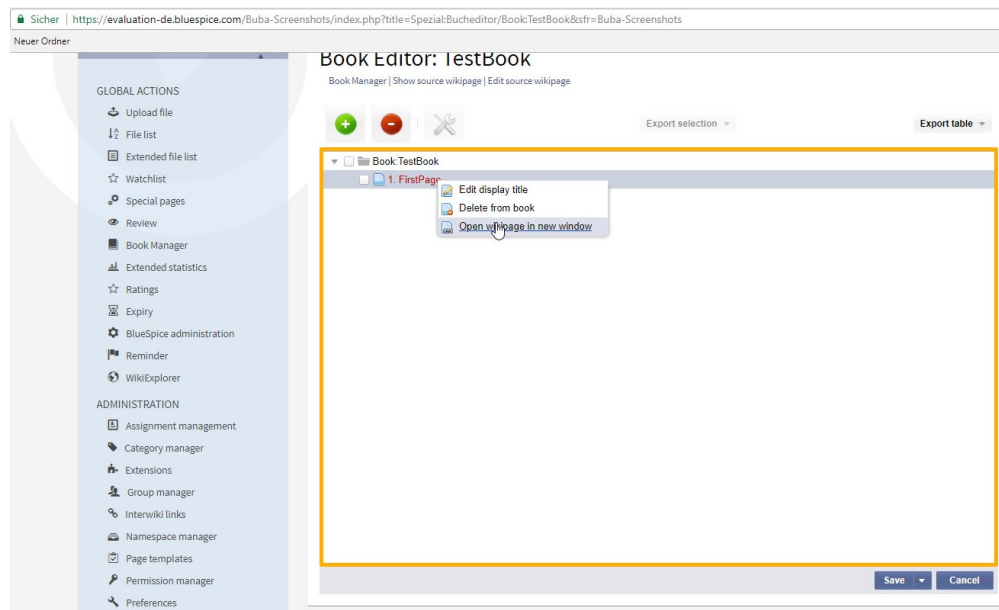 Sicher | https://evaluation-de.bluespice.com/Buba-Screenshots/index.php?title=Spezial:Bucheditor/Book:TestBook&sfr=Buba-Screenshots
Neuer Ordner
Book Editor: TestBook
Book Manager | Show source wikipage | Edit source wikipage
Export selection
Export table
GLOBAL ACTIONS
Upload file
File list
Extended file list
Watchlist
Special pages
Review
Book Manager
Extended statistics
Ratings
Expiry
BlueSpice administration
Reminder
WikiExplorer
ADMINISTRATION
Assignment management
Category manager
Extensions
Group manager
Interwiki links
Namespace manager
Page templates
Permission manager
Preferences
Book:TestBook
1. FirstPage
Edit display title
Delete from book
Open wikipage in new window
Save
Cancel